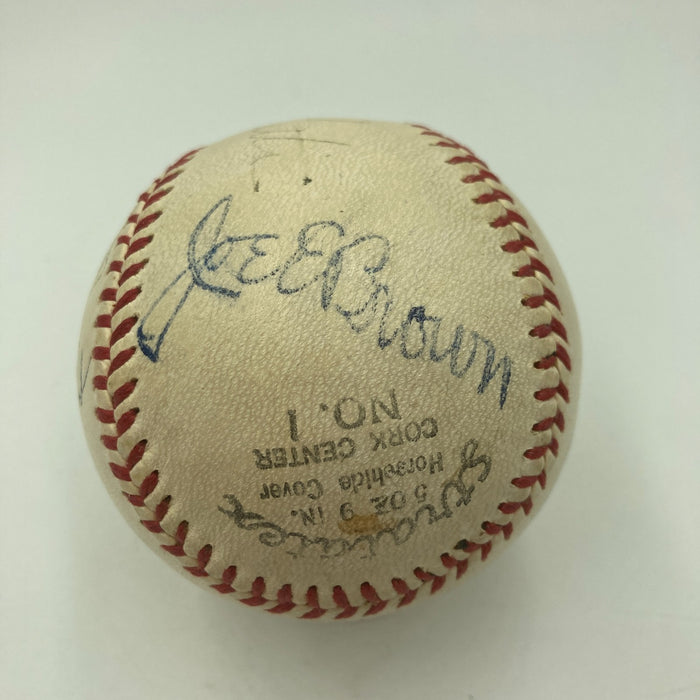 Joe E Brown
5 OZ 9 IN.
Horsehide Cover
CORK CENTER
NO. 1